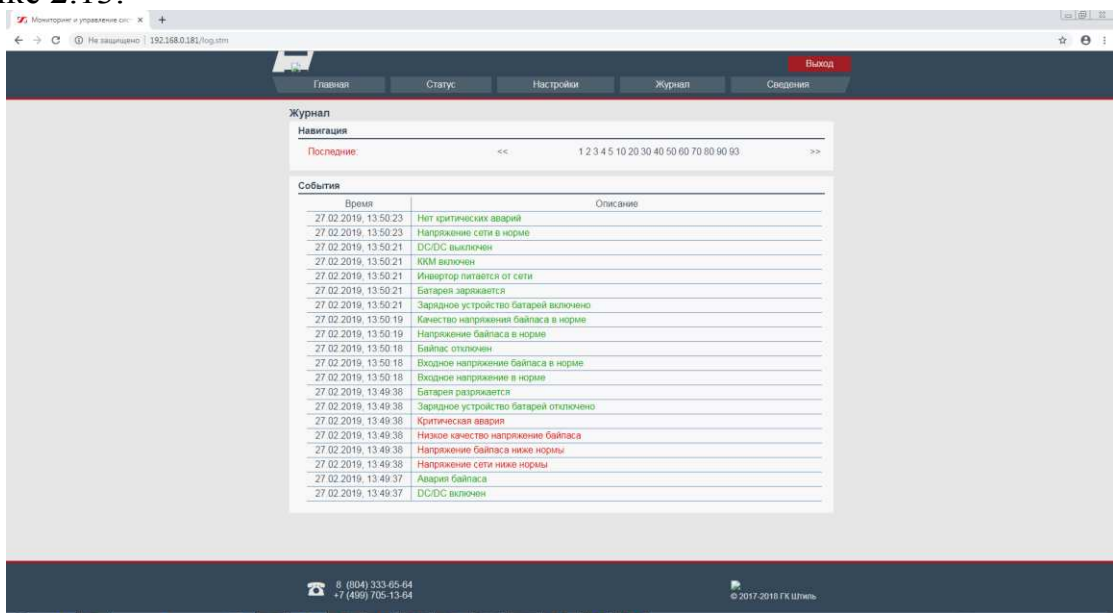 ке 2.15.
Мониторинг и управление сис
Не защищено 192.168.0.181/log.stm
Выход
Главная Статус Настройки Журнал Сведения
Журнал
Навигация
Последние: << 1 2 3 4 5 10 20 30 40 50 60 70 80 90 93 >>
События
Время Описание
27.02.2019, 13:50:23 Нет критических аварий
27.02.2019, 13:50:23 Напряжение сети в норме
27.02.2019, 13:50:21 DC/DC выключен
27.02.2019, 13:50:21 ККМ включен
27.02.2019, 13:50:21 Инвертор питается от сети
27.02.2019, 13:50:21 Батарея заряжается
27.02.2019, 13:50:21 Зарядное устройство батарей включено
27.02.2019, 13:50:19 Качество напряжения байпаса в норме
27.02.2019, 13:50:19 Напряжение байпаса в норме
27.02.2019, 13:50:18 Байпас отключен
27.02.2019, 13:50:18 Входное напряжение байпаса в норме
27.02.2019, 13:50:18 Входное напряжение в норме
27.02.2019, 13:49:38 Батарея разряжается
27.02.2019, 13:49:38 Зарядное устройство батарей отключено
27.02.2019, 13:49:38 Критическая авария
27.02.2019, 13:49:38 Низкое качество напряжение байпаса
27.02.2019, 13:49:38 Напряжение байпаса ниже нормы
27.02.2019, 13:49:38 Напряжение сети ниже нормы
27.02.2019, 13:49:37 Авария байпаса
27.02.2019, 13:49:37 DC/DC включен
8 (804) 333-65-64
+7 (499) 705-13-64
© 2017-2018 ГК Штиль